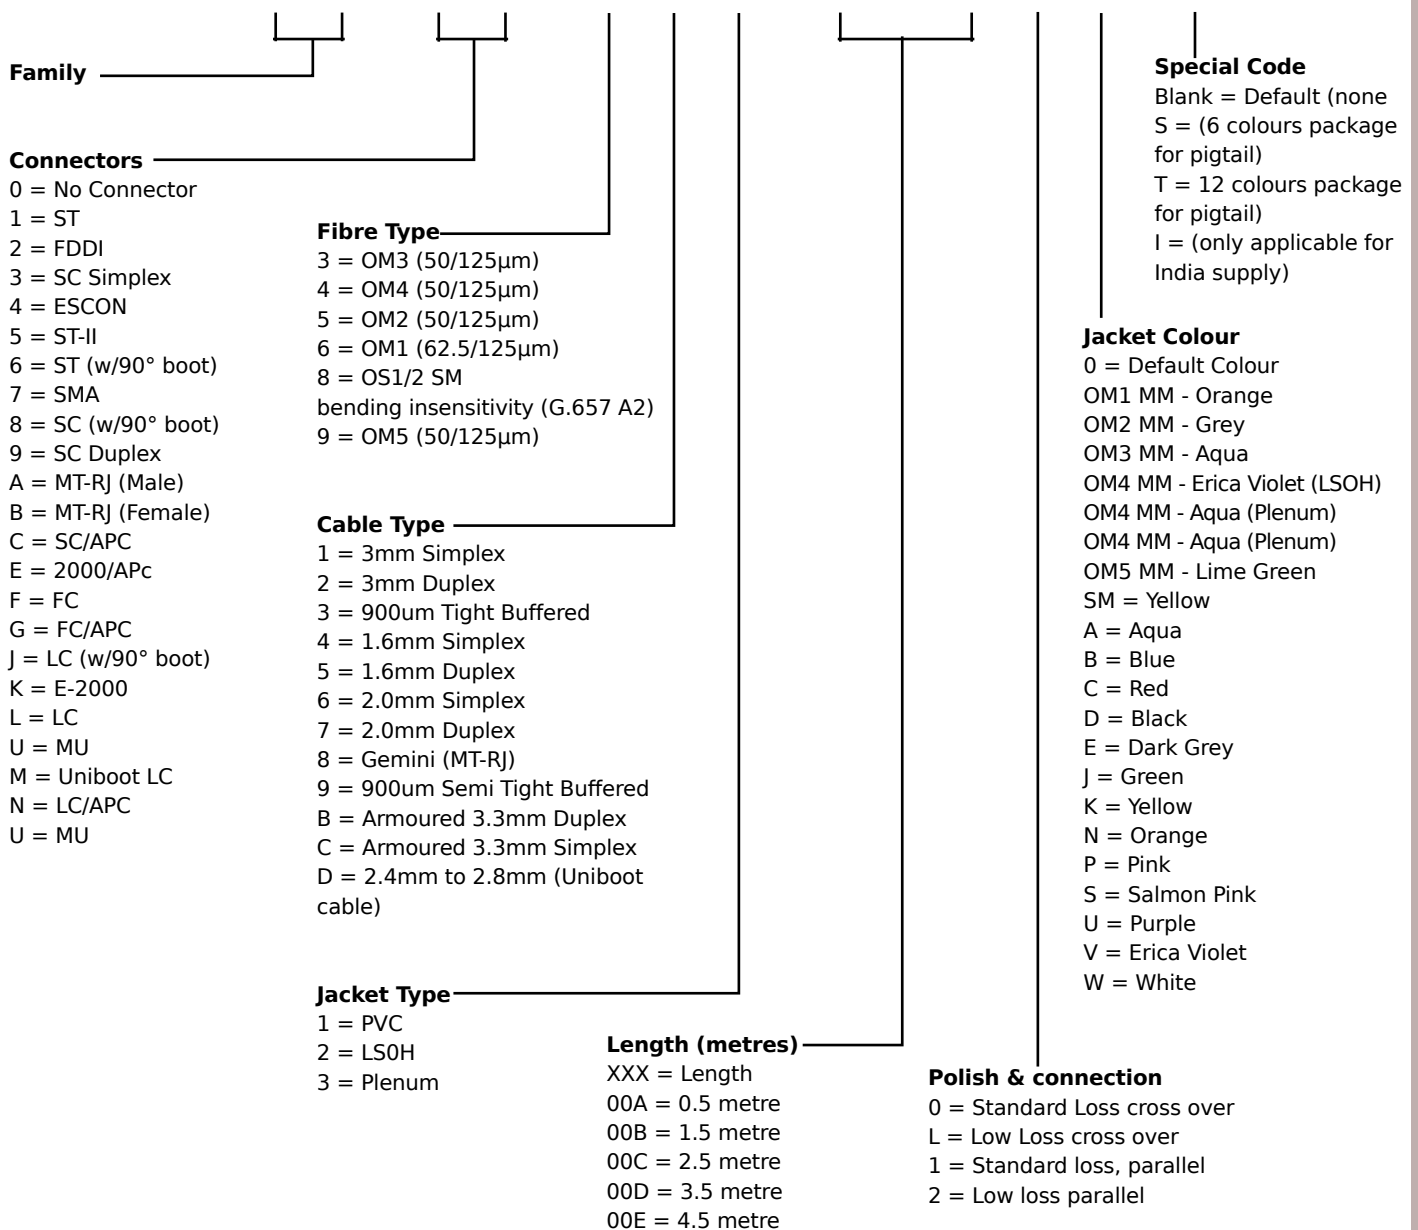 Family
Connectors
0 = No Connector
1 = ST
2 = FDDI
3 = SC Simplex
4 = ESCON
5 = ST-II
6 = ST (w/90° boot)
7 = SMA
8 = SC (w/90° boot)
9 = SC Duplex
A = MT-RJ (Male)
B = MT-RJ (Female)
C = SC/APC
E = 2000/APc
F = FC
G = FC/APC
J = LC (w/90° boot)
K = E-2000
L = LC
U = MU
M = Uniboot LC
N = LC/APC
U = MU
Fibre Type
3 = OM3 (50/125µm)
4 = OM4 (50/125µm)
5 = OM2 (50/125µm)
6 = OM1 (62.5/125µm)
8 = OS1/2 SM
bending insensitivity (G.657 A2)
9 = OM5 (50/125µm)
Cable Type
1 = 3mm Simplex
2 = 3mm Duplex
3 = 900um Tight Buffered
4 = 1.6mm Simplex
5 = 1.6mm Duplex
6 = 2.0mm Simplex
7 = 2.0mm Duplex
8 = Gemini (MT-RJ)
9 = 900um Semi Tight Buffered
B = Armoured 3.3mm Duplex
C = Armoured 3.3mm Simplex
D = 2.4mm to 2.8mm (Uniboot
cable)
Jacket Type
1 = PVC
2 = LS0H
3 = Plenum
Length (metres)
XXX = Length
00A = 0.5 metre
00B = 1.5 metre
00C = 2.5 metre
00D = 3.5 metre
00E = 4.5 metre
Polish & connection
0 = Standard Loss cross over
L = Low Loss cross over
1 = Standard loss, parallel
2 = Low loss parallel
Jacket Colour
0 = Default Colour
OM1 MM - Orange
OM2 MM - Grey
OM3 MM - Aqua
OM4 MM - Erica Violet (LSOH)
OM4 MM - Aqua (Plenum)
OM4 MM - Aqua (Plenum)
OM5 MM - Lime Green
SM = Yellow
A = Aqua
B = Blue
C = Red
D = Black
E = Dark Grey
J = Green
K = Yellow
N = Orange
P = Pink
S = Salmon Pink
U = Purple
V = Erica Violet
W = White
Special Code
Blank = Default (none
S = (6 colours package
for pigtail)
T = 12 colours package
for pigtail)
I = (only applicable for
India supply)